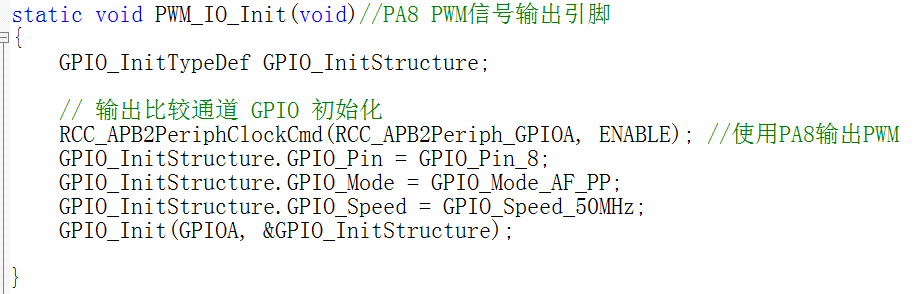 static void PWM_IO_Init(void)//PA8 PWM信号输出引脚
{
    GPIO_InitTypeDef GPIO_InitStructure;
    // 输出比较通道 GPIO 初始化
    RCC_APB2PeriphClockCmd(RCC_APB2Periph_GPIOA, ENABLE); //使用PA8输出PWM
    GPIO_InitStructure.GPIO_Pin = GPIO_Pin_8;
    GPIO_InitStructure.GPIO_Mode = GPIO_Mode_AF_PP;
    GPIO_InitStructure.GPIO_Speed = GPIO_Speed_50MHz;
    GPIO_Init(GPIOA, &GPIO_InitStructure);
}